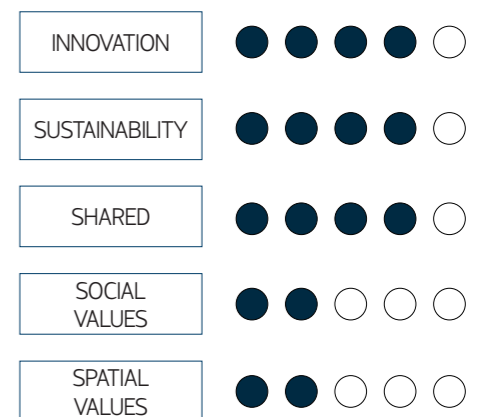 INNOVATION
SUSTAINABILITY
SHARED
SOCIAL
VALUES
SPATIAL
VALUES